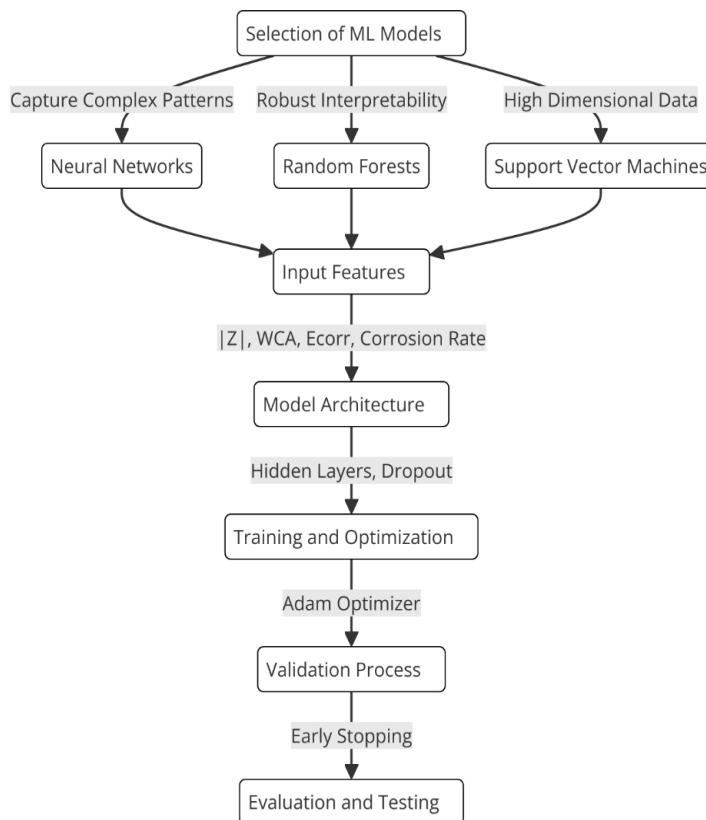 Selection of ML Models
Capture Complex Patterns
Robust Interpretability
High Dimensional Data
Neural Networks
Random Forests
Support Vector Machines
Input Features
|Z|, WCA, Ecorr, Corrosion Rate
Model Architecture
Hidden Layers, Dropout
Training and Optimization
Adam Optimizer
Validation Process
Early Stopping
Evaluation and Testing